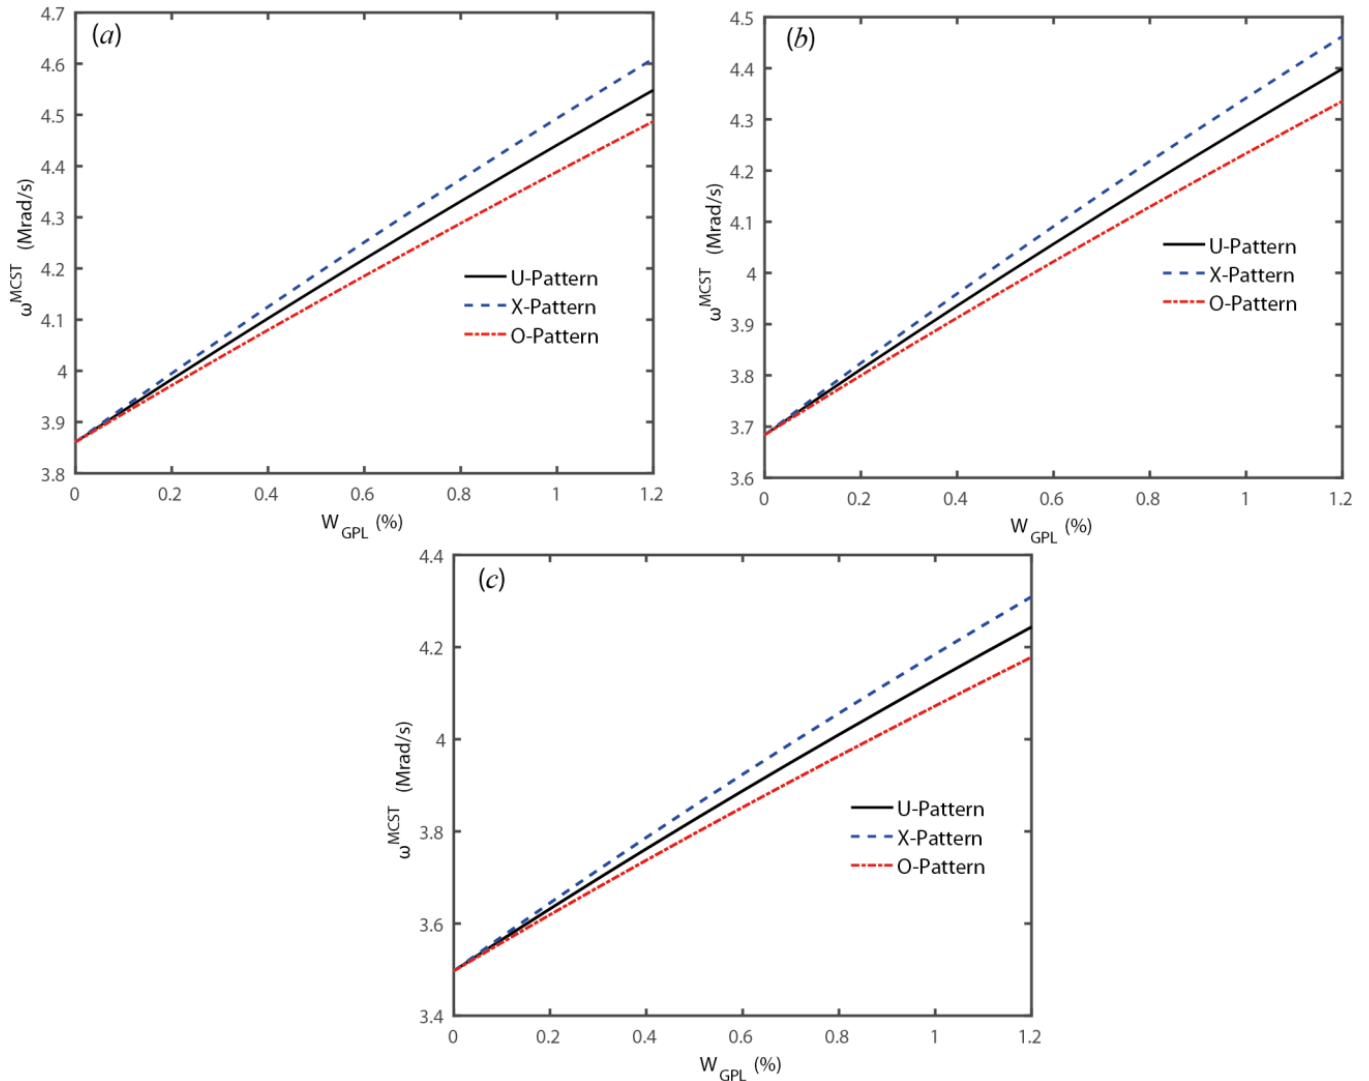 (a)
4.7
4.6
4.5
4.4
4.3
4.2
4.1
4
3.9
3.8
ω^MCST (Mrad/s)
U-Pattern
X-Pattern
O-Pattern
0 0.2 0.4 0.6 0.8 1 1.2
W_GPL (%)
(b)
4.5
4.4
4.3
4.2
4.1
4
3.9
3.8
3.7
3.6
ω^MCST (Mrad/s)
U-Pattern
X-Pattern
O-Pattern
0 0.2 0.4 0.6 0.8 1 1.2
W_GPL (%)
(c)
4.4
4.2
4
3.8
3.6
3.4
ω^MCST (Mrad/s)
U-Pattern
X-Pattern
O-Pattern
0 0.2 0.4 0.6 0.8 1 1.2
W_GPL (%)